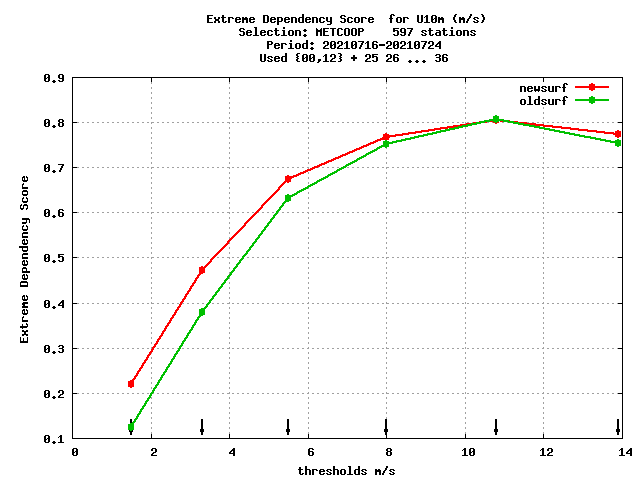 Extreme Dependency Score  for U10m (m/s)
Selection: METCOOP    597 stations
Period: 20210716-20210724
Used {00,12} + 25 26 ... 36
newsurf
oldsurf
0.9
0.8
0.7
0.6
0.5
0.4
0.3
0.2
0.1
Extreme Dependency Score
0 2 4 6 8 10 12 14
thresholds m/s